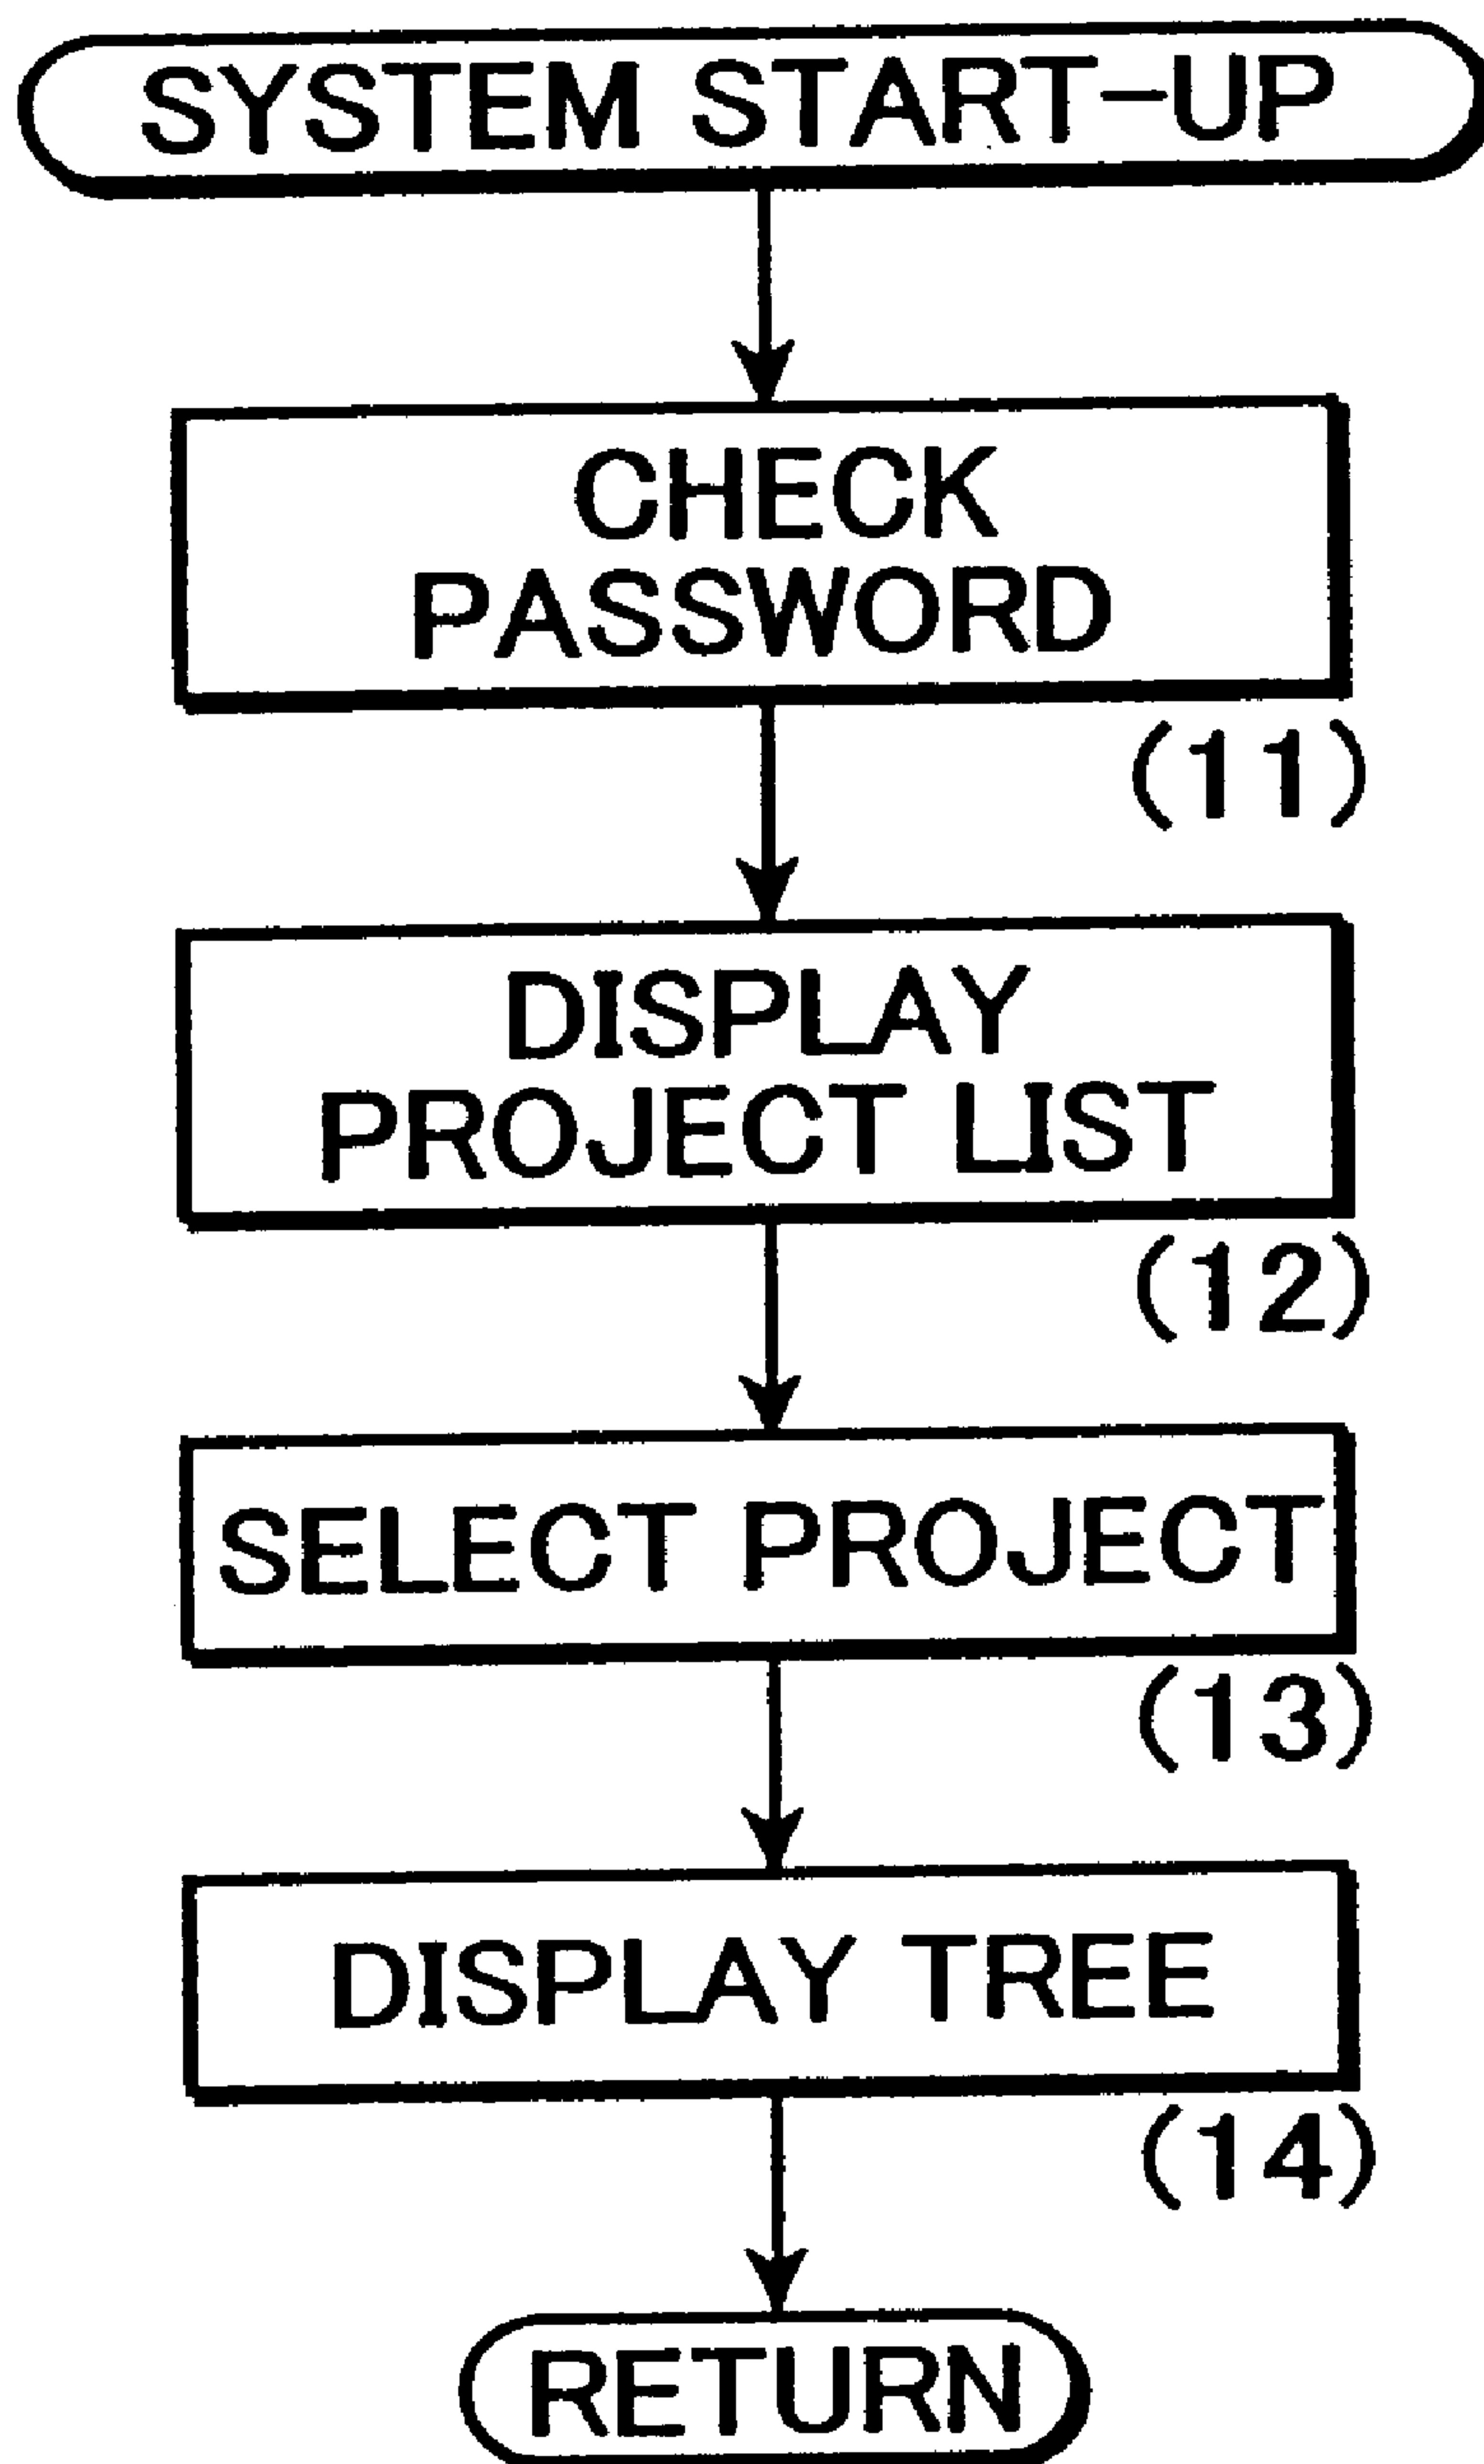 SYSTEM START-UP
CHECK
PASSWORD
(11)
DISPLAY
PROJECT LIST
(12)
SELECT PROJECT
(13)
DISPLAY TREE
(14)
RETURN